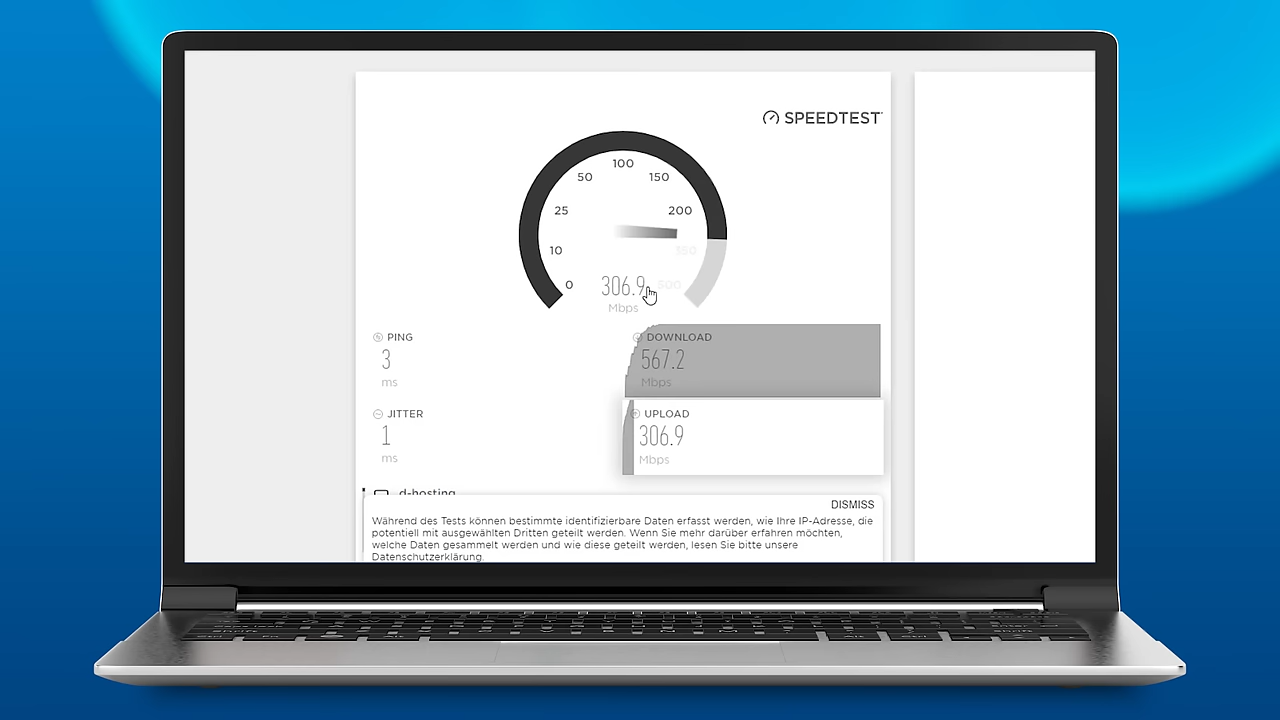 SPEEDTEST
100
50
150
25
200
10
0
306.9
Mbps
PING
3
ms
DOWNLOAD
567.2
Mbps
JITTER
1
ms
UPLOAD
306.9
Mbps
d-hosting
DISMISS
Während des Tests können bestimmte identifizierbare Daten erfasst werden, wie Ihre IP-Adresse, die
potentiell mit ausgewählten Dritten geteilt werden. Wenn Sie mehr darüber erfahren möchten,
welche Daten gesammelt werden und wie diese geteilt werden, lesen Sie bitte unsere
Datenschutzerklärung.